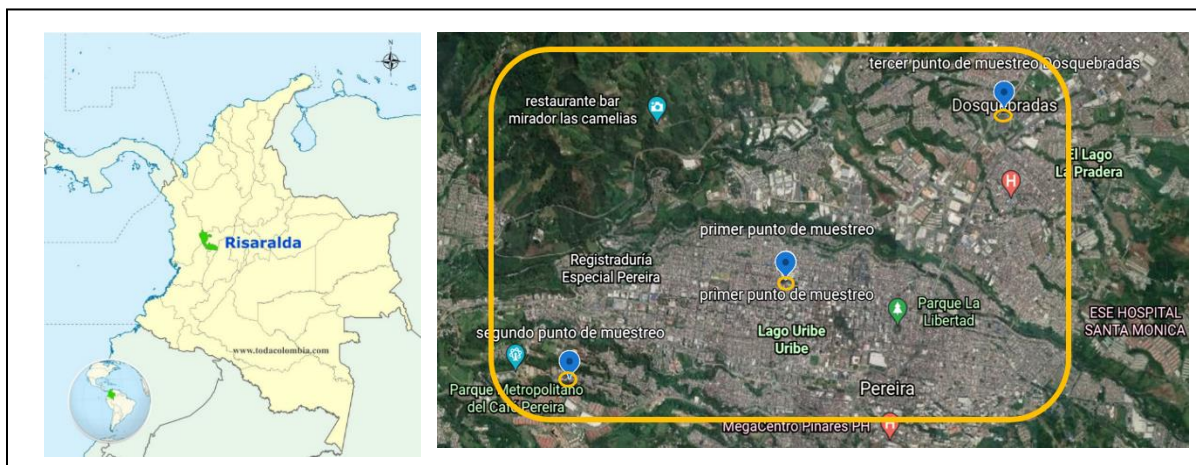 N
Risaralda
www.todacolombia.com
tercer punto de muestreo Dosquebradas
restaurante bar
mirador las camelias
Dosquebradas
El Lago
La Pradera
H
primer punto de muestreo
Registraduría
Especial Pereira
primer punto de muestreo
Parque La
Libertad
ESE HOSPITAL
SANTA MONICA
segundo punto de muestreo
Lago Uribe
Uribe
Parque Metropolitano
del Café Pereira
Pereira
MegaCentro Pinares PH
H